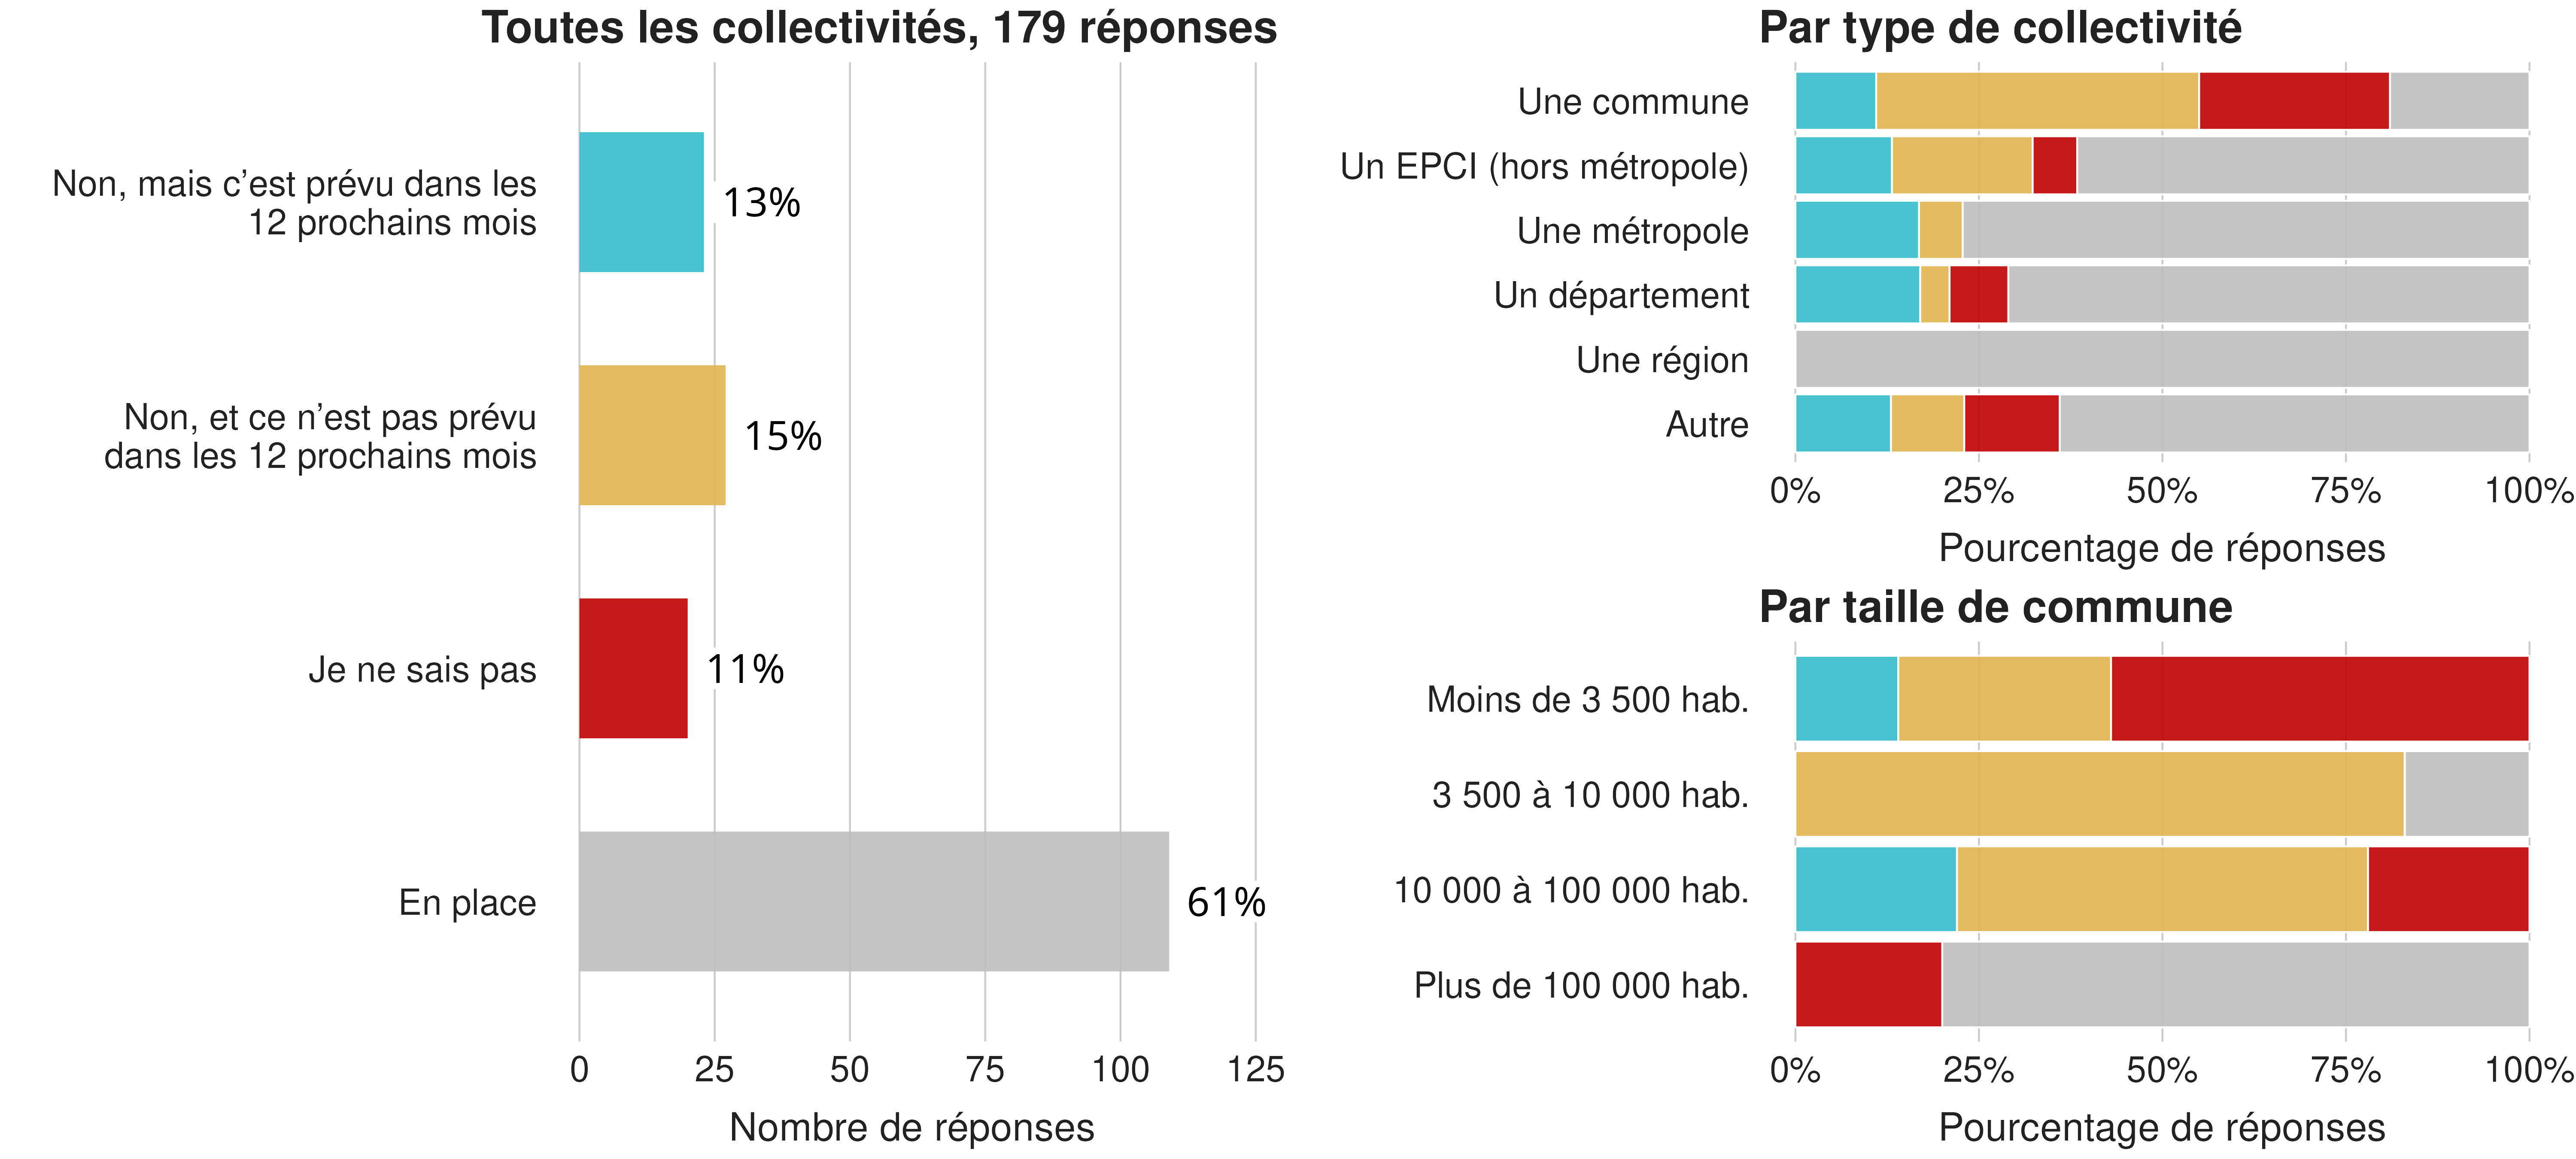 Toutes les collectivités, 179 réponses
Non, mais c’est prévu dans les
12 prochains mois
13%
Non, et ce n’est pas prévu
dans les 12 prochains mois
15%
Je ne sais pas
11%
En place
61%
0 25 50 75 100 125
Nombre de réponses
Par type de collectivité
Une commune
Un EPCI (hors métropole)
Une métropole
Un département
Une région
Autre
0% 25% 50% 75% 100%
Pourcentage de réponses
Par taille de commune
Moins de 3 500 hab.
3 500 à 10 000 hab.
10 000 à 100 000 hab.
Plus de 100 000 hab.
0% 25% 50% 75% 100%
Pourcentage de réponses